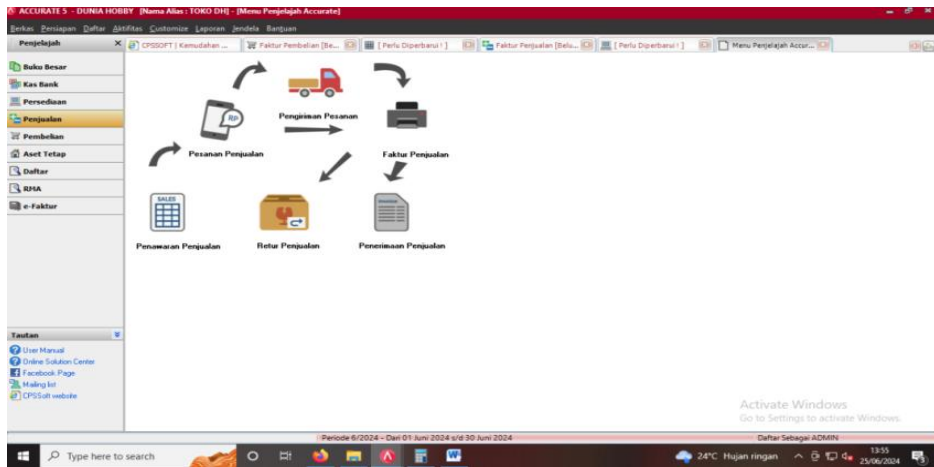 ACCURATE 5 - DUNIA HOBBY [Nama Alias : TOKO DH] - [Menu Penjelajah Accurate]
Berkas Persiapan Daftar Aktifitas Customize Laporan Jendela Bantuan
Penjelajah
CPSSOFT | Kemudahan ...
Faktur Pembelian [Be...
[ Perlu Diperbarui ! ]
Faktur Penjualan [Belu...
[ Perlu Diperbarui ! ]
Menu Penjelajah Accur...
Buku Besar
Kas Bank
Persediaan
Penjualan
Pembelian
Aset Tetap
Daftar
RMA
e-Faktur
RP
Pengiriman Pesanan
Pesanan Penjualan
Faktur Penjualan
SALES
Penawaran Penjualan
Retur Penjualan
Penerimaan Penjualan
Tautan
User Manual
Online Solution Center
Facebook Page
Mailing list
CPSSoft website
Activate Windows
Go to Settings to activate Windows.
Periode 6/2024 - Dari 01 Juni 2024 s/d 30 Juni 2024
Daftar Sebagai ADMIN
Type here to search
24°C Hujan ringan
13:55
25/06/2024